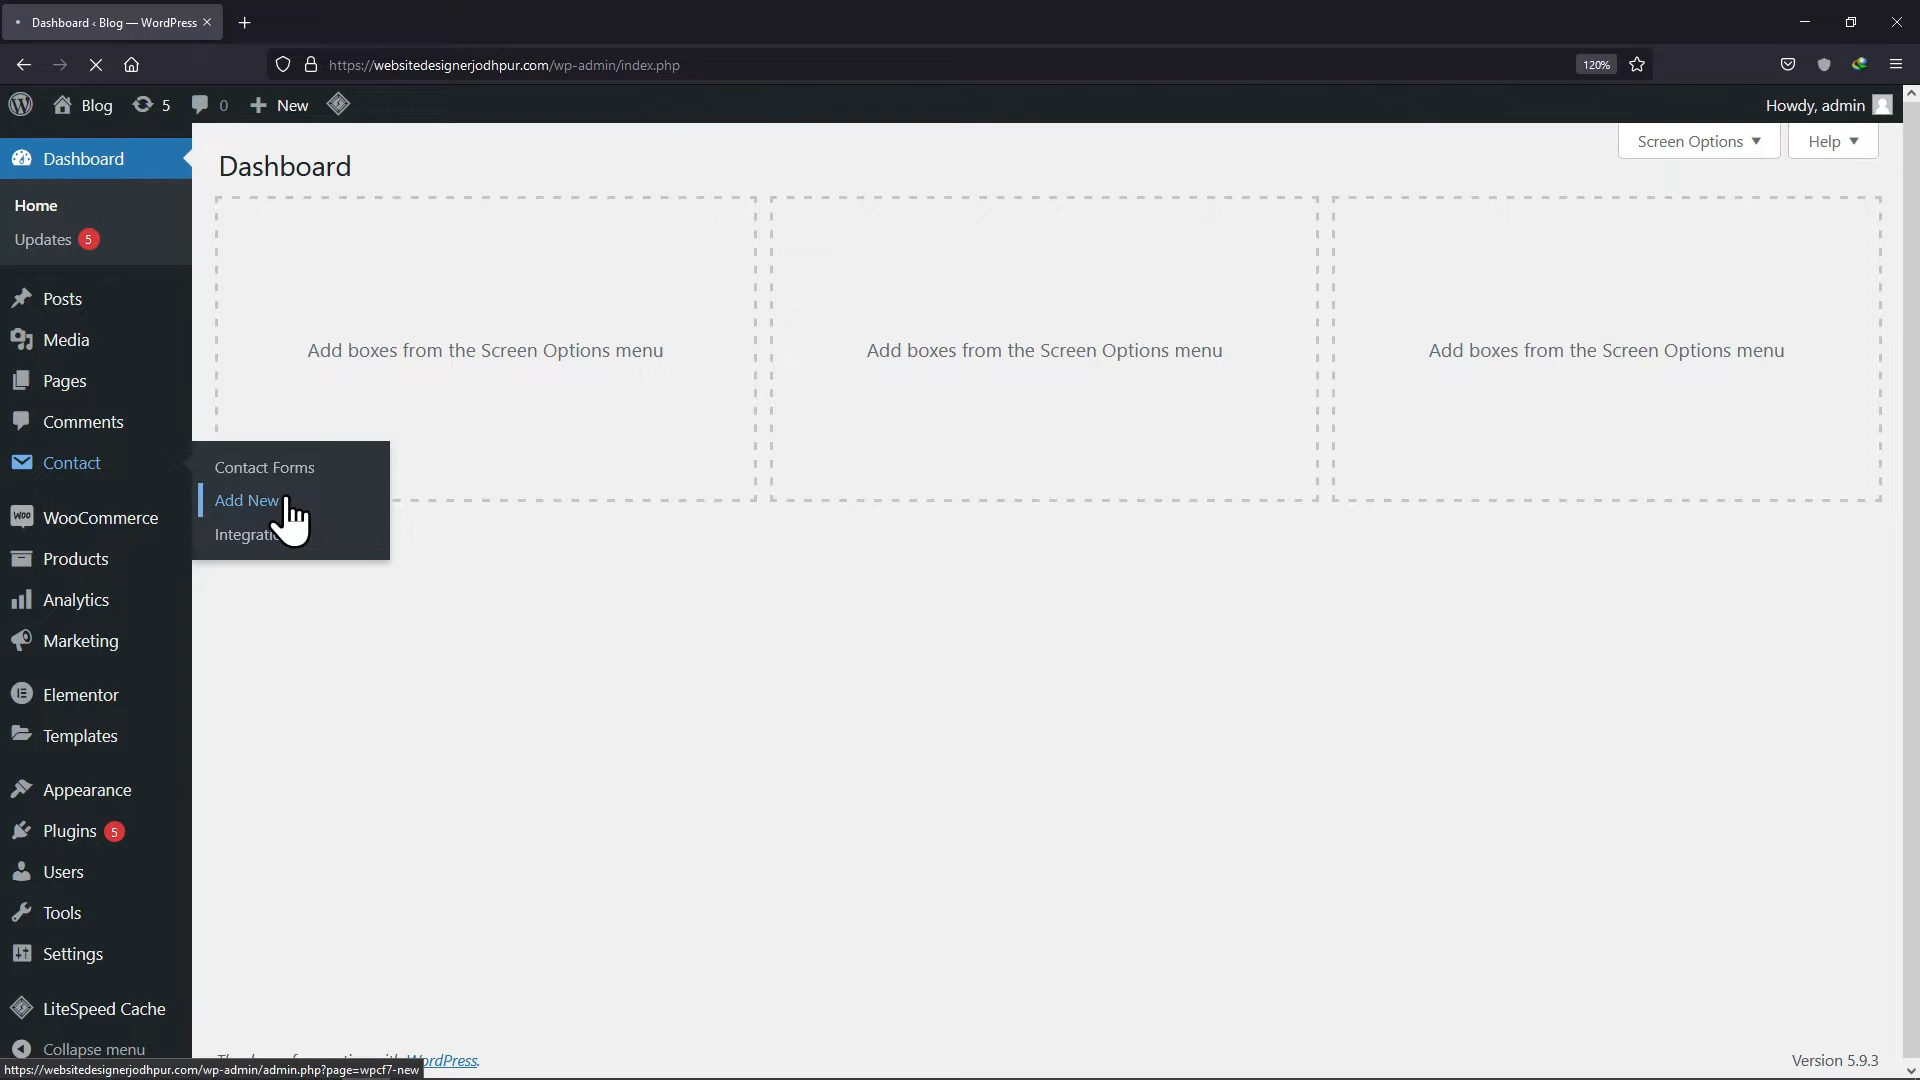 Dashboard ‹ Blog — WordPress
https://websitedesignerjodhpur.com/wp-admin/index.php
120%
Blog
5
0
New
Howdy, admin
Dashboard
Home
Updates 5
Posts
Media
Pages
Comments
Contact
WooCommerce
Products
Analytics
Marketing
Elementor
Templates
Appearance
Plugins 5
Users
Tools
Settings
LiteSpeed Cache
Collapse menu
Contact Forms
Add New
Dashboard
Screen Options
Help
Add boxes from the Screen Options menu
Add boxes from the Screen Options menu
Add boxes from the Screen Options menu
WordPress.
Version 5.9.3
https://websitedesignerjodhpur.com/wp-admin/admin.php?page=wpcf7-new